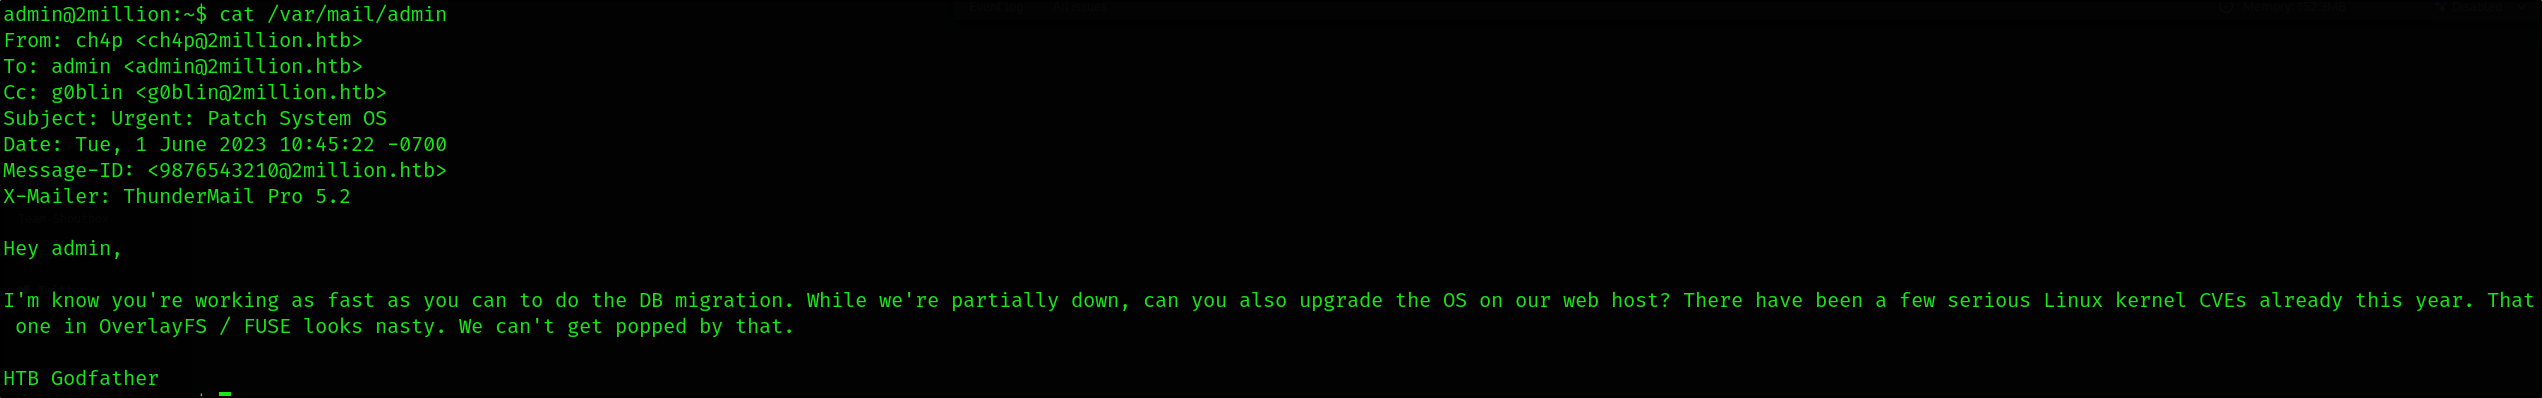 admin@2million:~$ cat /var/mail/admin
From: ch4p <ch4p@2million.htb>
To: admin <admin@2million.htb>
Cc: g0blin <g0blin@2million.htb>
Subject: Urgent: Patch System OS
Date: Tue, 1 June 2023 10:45:22 -0700
Message-ID: <9876543210@2million.htb>
X-Mailer: ThunderMail Pro 5.2
Hey admin,
I'm know you're working as fast as you can to do the DB migration. While we're partially down, can you also upgrade the OS on our web host? There have been a few serious Linux kernel CVEs already this year. That
one in OverlayFS / FUSE looks nasty. We can't get popped by that.
HTB Godfather